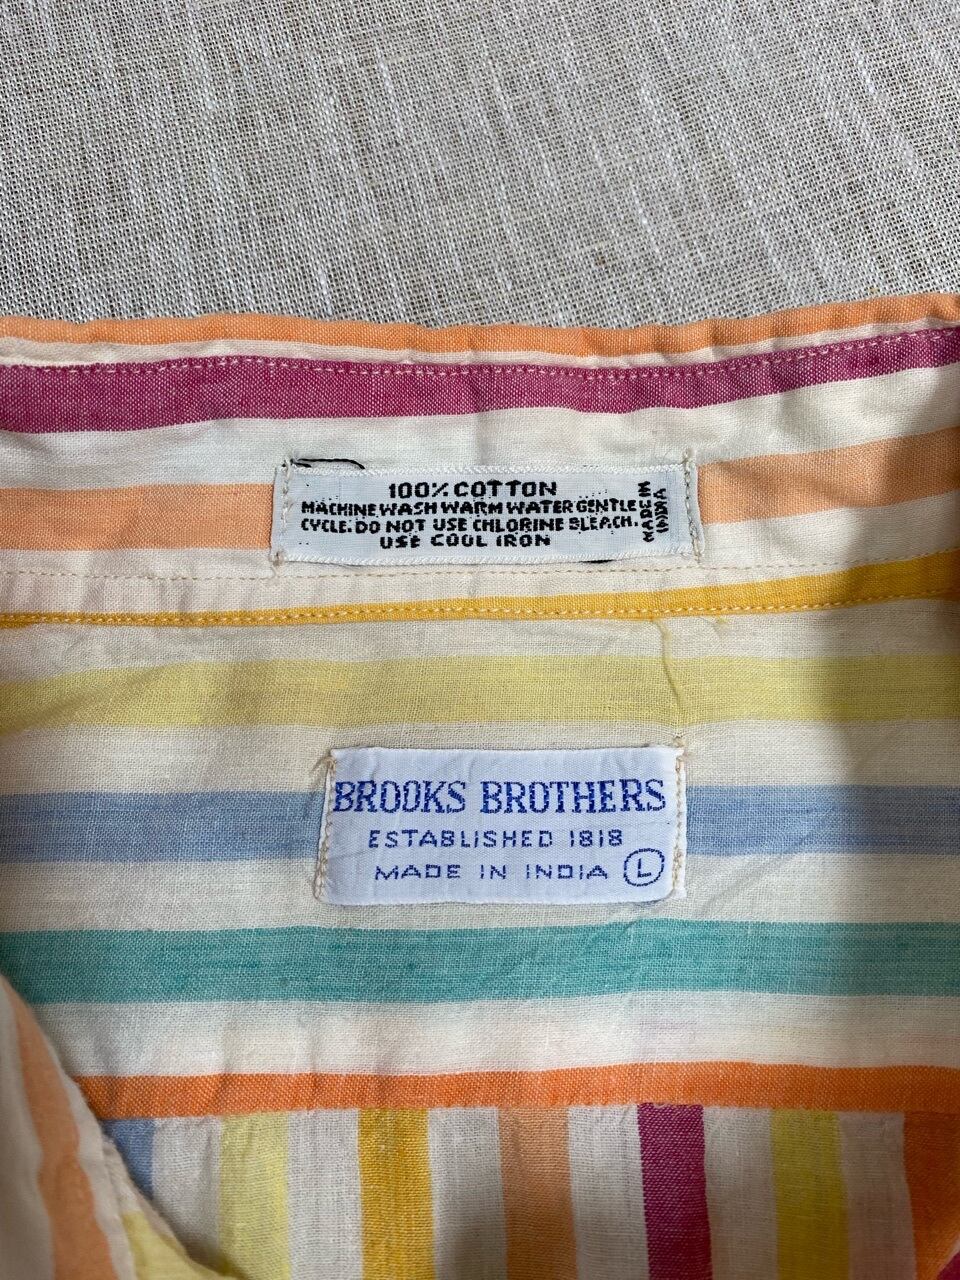 100% COTTON
MACHINE WASH WARM WATER GENTLE
CYCLE. DO NOT USE CHLORINE BLEACH.
USE COOL IRON
MADE IN
INDIA
BROOKS BROTHERS
ESTABLISHED 1818
MADE IN INDIA L